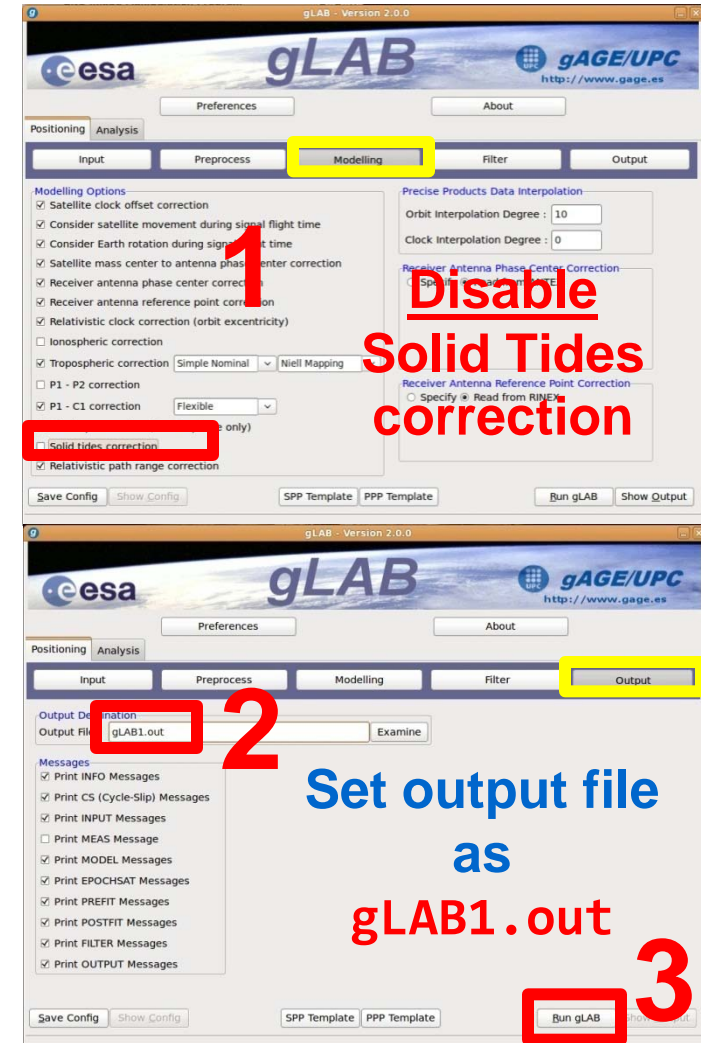 gLAB - Version 2.0.0
esa
gLAB
UPC
gAGE/UPC
http://www.gage.es
Preferences
About
Positioning
Analysis
Input
Preprocess
Modelling
Filter
Output
Modelling Options
Satellite clock offset correction
Consider satellite movement during signal flight time
Consider Earth rotation during time
Satellite mass center to antenna phase center correction
Receiver antenna phase center
Receiver antenna reference point correction
Relativistic clock correction (orbit excentricity)
Ionospheric correction
Tropospheric correction Simple Nominal Niell Mapping
P1 - P2 correction
P1 - C1 correction Flexible
only)
Solid tides correction
Relativistic path range correction
Precise Products Data Interpolation
Orbit Interpolation Degree : 10
Clock Interpolation Degree : 0
Receiver Antenna Phase Center Correction
Read from
Receiver Antenna Reference Point Correction
Specify Read from RINEX
1
Disable
Solid Tides
correction
Save Config
Show Config
SPP Template
PPP Template
Run gLAB
Show Output
gLAB - Version 2.0.0
esa
gLAB
UPC
gAGE/UPC
http://www.gage.es
Preferences
About
Positioning
Analysis
Input
Preprocess
Modelling
Filter
Output
Output Destination
Output File gLAB1.out
Examine
2
Messages
Print INFO Messages
Print CS (Cycle-Slip) Messages
Print INPUT Messages
Print MEAS Message
Print MODEL Messages
Print EPOCHSAT Messages
Print PREFIT Messages
Print POSTFIT Messages
Print FILTER Messages
Print OUTPUT Messages
Set output file
as
gLAB1.out
3
Save Config
Show Config
SPP Template
PPP Template
Run gLAB